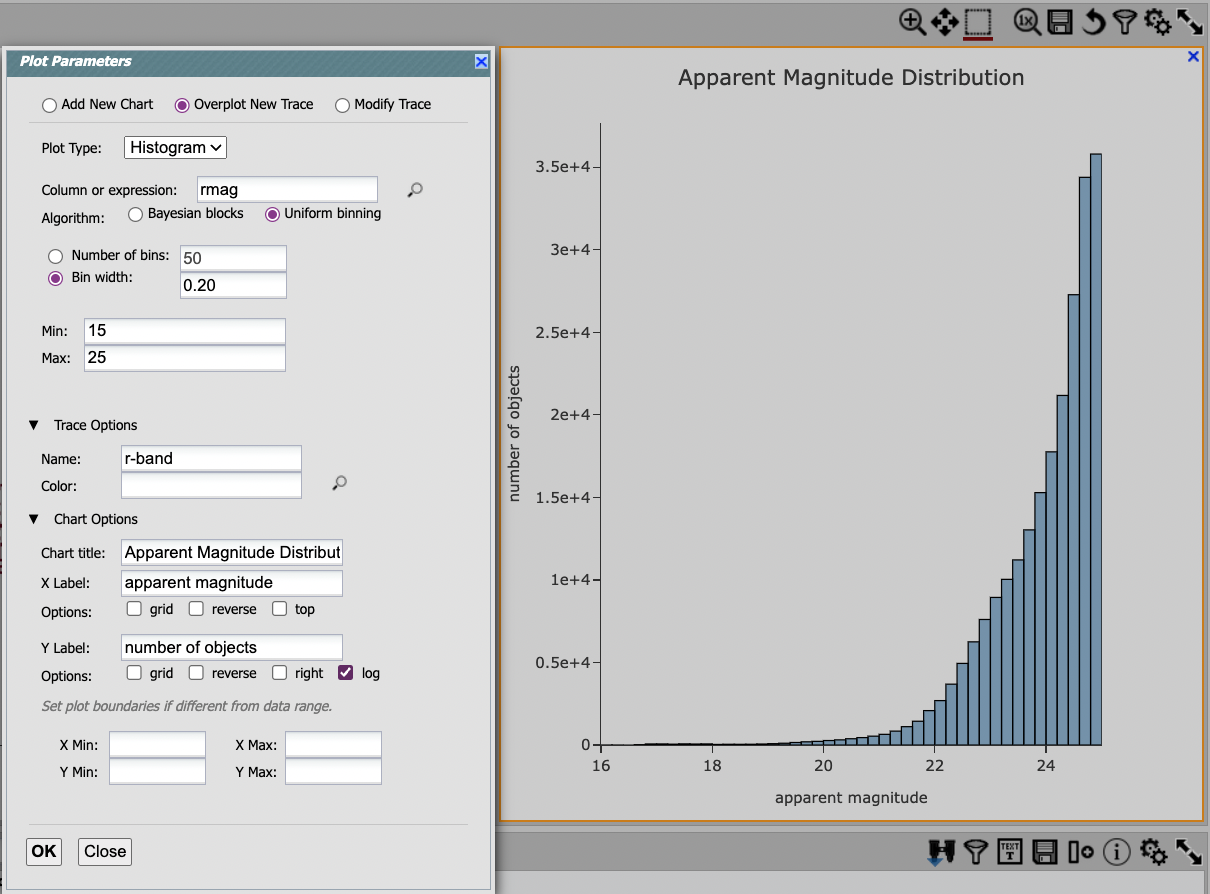 1x
Plot Parameters
Add New Chart Overplot New Trace Modify Trace
Plot Type: Histogram
Column or expression: rmag
Algorithm: Bayesian blocks Uniform binning
Number of bins: 50
Bin width: 0.20
Min: 15
Max: 25
Trace Options
Name: r-band
Color:
Chart Options
Chart title: Apparent Magnitude Distribut
X Label: apparent magnitude
Options: grid reverse top
Y Label: number of objects
Options: grid reverse right log
Set plot boundaries if different from data range.
X Min: X Max:
Y Min: Y Max:
OK Close
Apparent Magnitude Distribution
number of objects
3.5e+4
3e+4
2.5e+4
2e+4
1.5e+4
1e+4
0.5e+4
0
16 18 20 22 24
apparent magnitude
TEXT
T
i